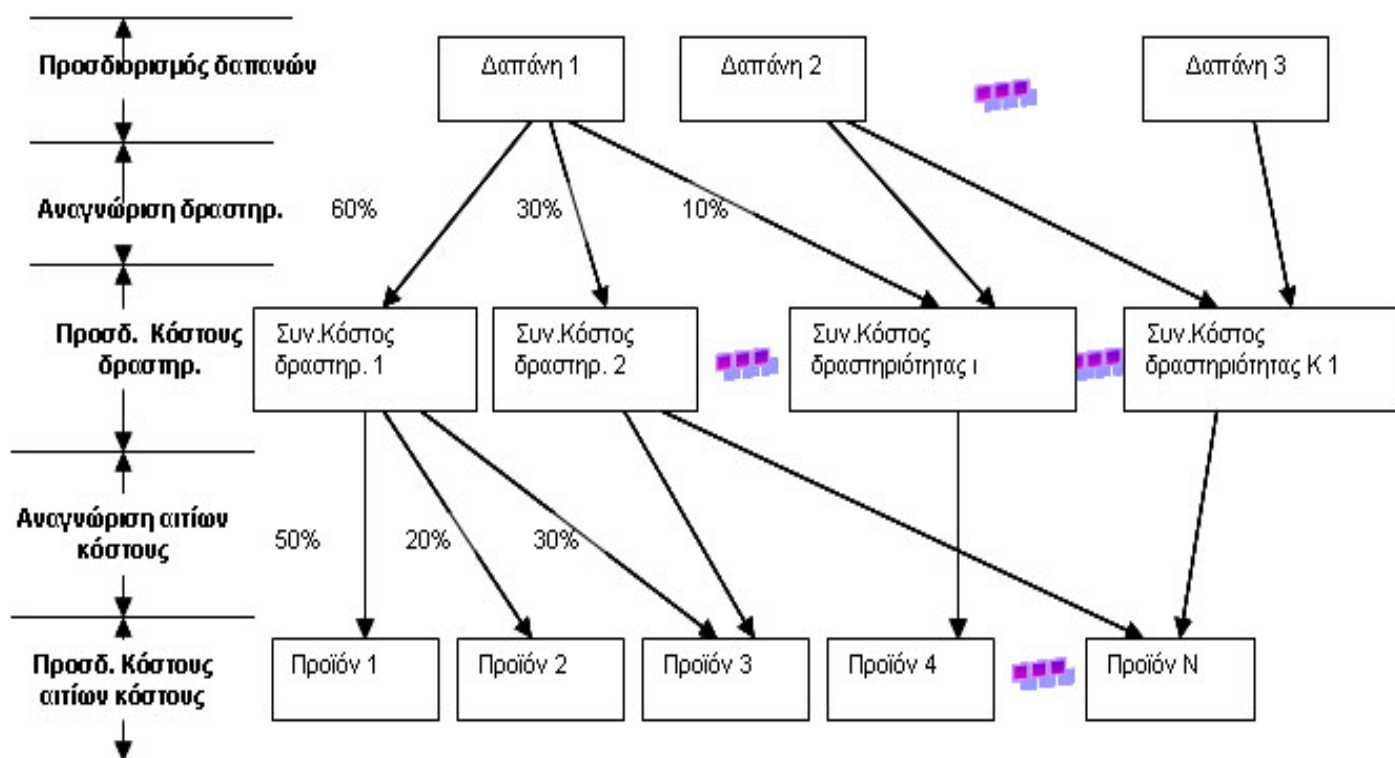 Προσδιορισμός δαπανών
Δαπάνη 1
Δαπάνη 2
Δαπάνη 3
Αναγνώριση δραστηρ.
60%
30%
10%
Προσδ. Κόστους
δραστηρ.
Συν.Κόστος
δραστηρ. 1
Συν.Κόστος
δραστηρ. 2
Συν.Κόστος
δραστηριότητας ι
Συν.Κόστος
δραστηριότητας Κ 1
Αναγνώριση αιτίων
κόστους
50%
20%
30%
Προσδ. Κόστους
αιτίων κόστους
Προϊόν 1
Προϊόν 2
Προϊόν 3
Προϊόν 4
Προϊόν Ν